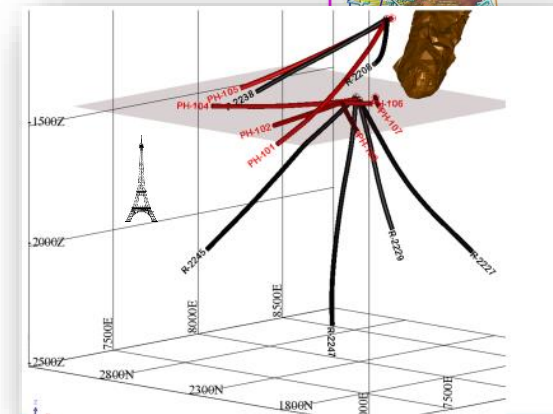 R-2208
PH-105
R-2238
PH-104
-106
PH-107
PH-102
PH-101
-1500Z
-2000Z
-2500Z
R-2245
R-2229
R-2227
R-2247
7500E
8000E
8500E
2800N
2300N
1800N
7500E